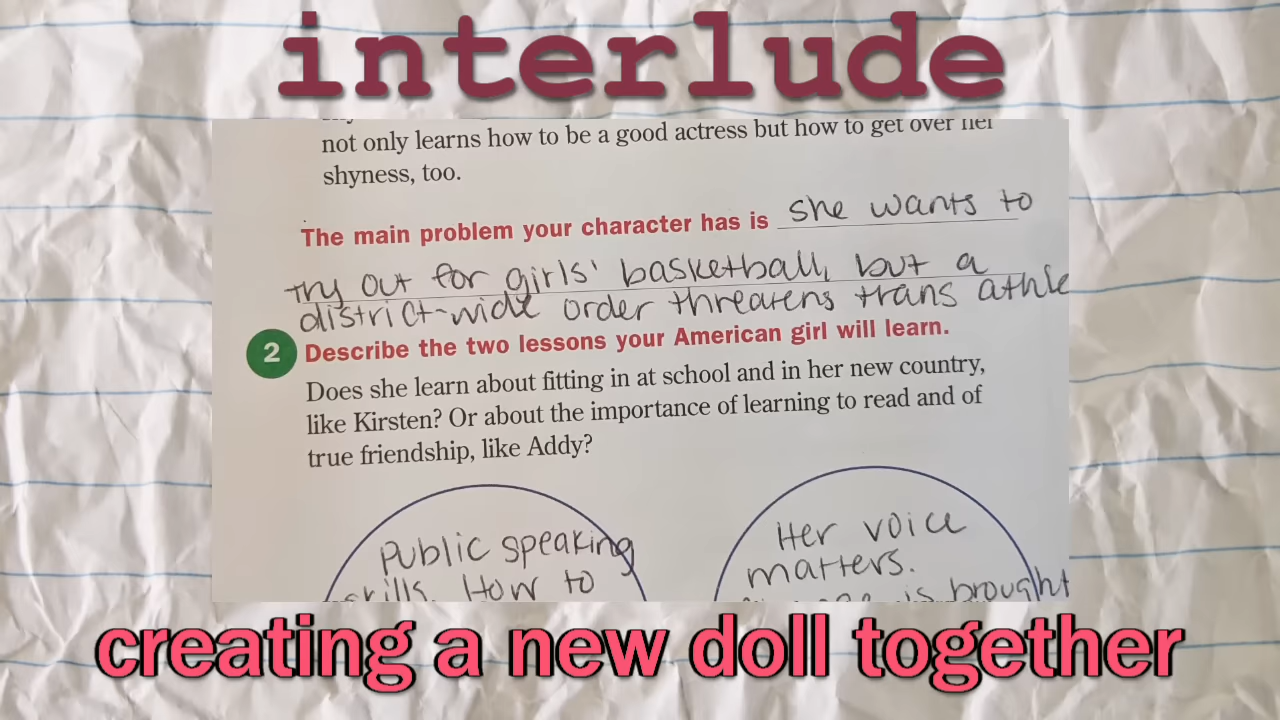 interlude
not only learns how to be a good actress but how to get over her
shyness, too.
The main problem your character has is she wants to
try out for girls' basketball, but a
district-wide order threatens trans athle
2 Describe the two lessons your American girl will learn.
Does she learn about fitting in at school and in her new country,
like Kirsten? Or about the importance of learning to read and of
true friendship, like Addy?
Public speaking
skills. How to
Her voice
matters.
is brought
creating a new doll together